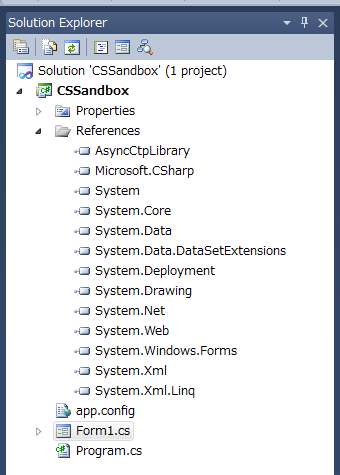 Solution Explorer
Solution 'CSSandbox' (1 project)
CSSandbox
Properties
References
AsyncCtpLibrary
Microsoft.CSharp
System
System.Core
System.Data
System.Data.DataSetExtensions
System.Deployment
System.Drawing
System.Net
System.Web
System.Windows.Forms
System.Xml
System.Xml.Linq
app.config
Form1.cs
Program.cs